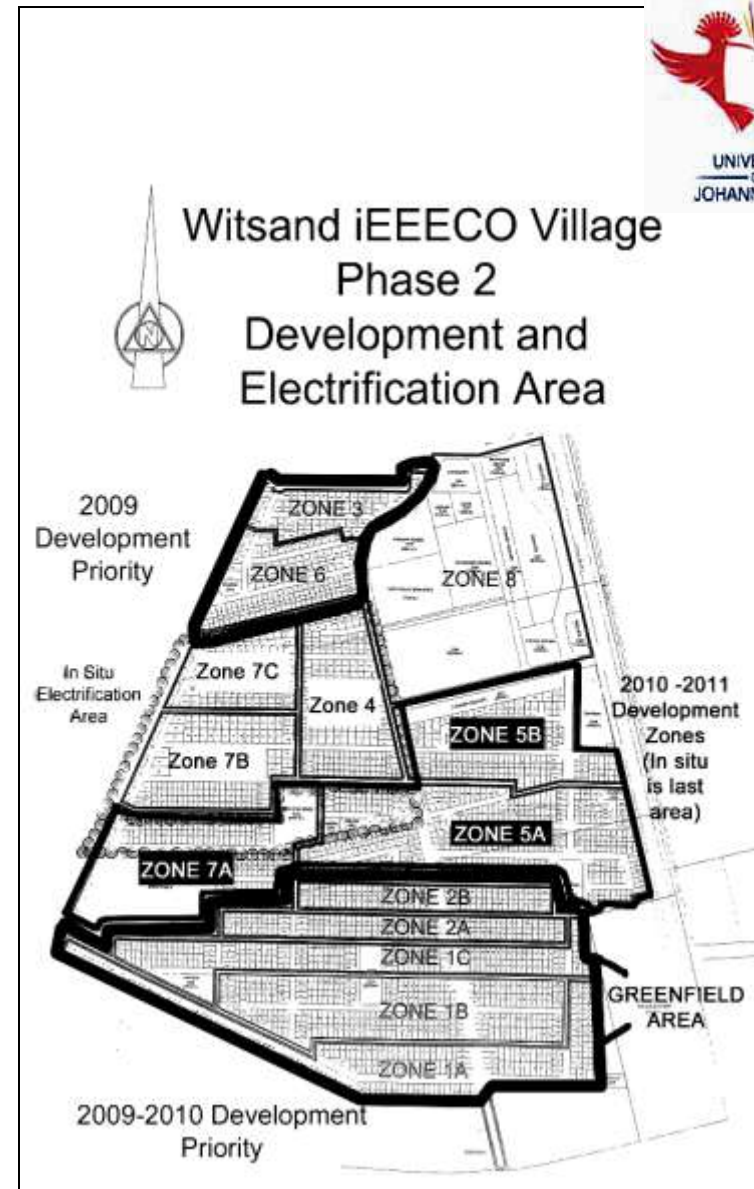 UNIVE
JOHANN
Witsand iEEECO Village
Phase 2
Development and
Electrification Area
N
2009
Development
Priority
ZONE 3
ZONE 6
ZONE 8
In Situ
Electrification
Area
Zone 7C
Zone 4
Zone 7B
2010 -2011
Development
Zones
(In situ
is last
area)
ZONE 5B
ZONE 5A
ZONE 7A
ZONE 2B
ZONE 2A
ZONE 1C
ZONE 1B
ZONE 1A
GREENFIELD
AREA
2009-2010 Development
Priority